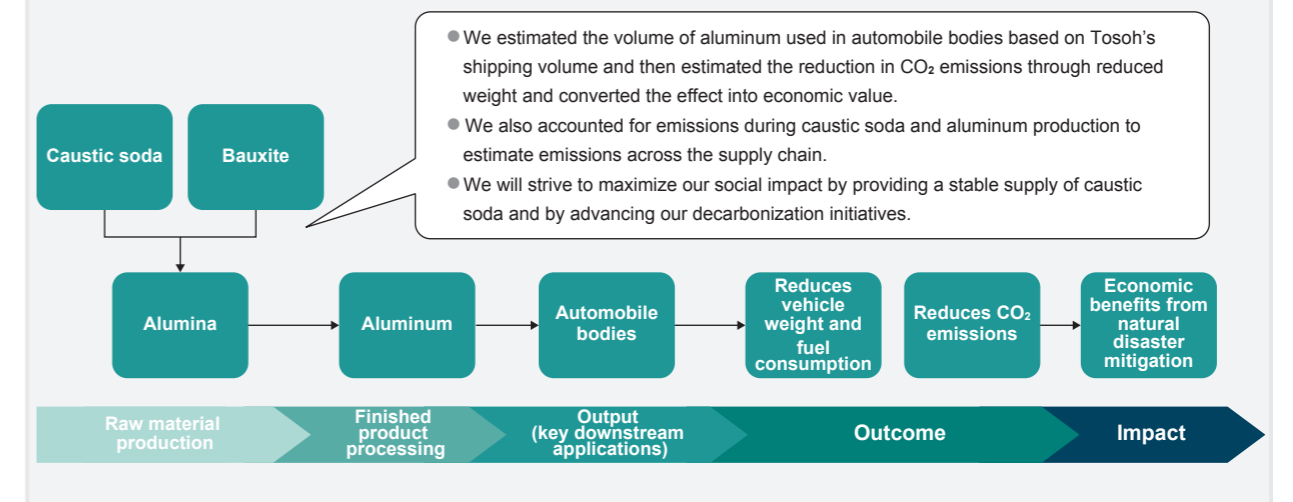 ● We estimated the volume of aluminum used in automobile bodies based on Tosoh's
shipping volume and then estimated the reduction in CO₂ emissions through reduced
weight and converted the effect into economic value.
● We also accounted for emissions during caustic soda and aluminum production to
estimate emissions across the supply chain.
● We will strive to maximize our social impact by providing a stable supply of caustic
soda and by advancing our decarbonization initiatives.
Caustic soda
Bauxite
Alumina
Aluminum
Automobile
bodies
Reduces
vehicle
weight and
fuel
consumption
Reduces CO₂
emissions
Economic
benefits from
natural
disaster
mitigation
Raw material
production
Finished
product
processing
Output
(key downstream
applications)
Outcome
Impact